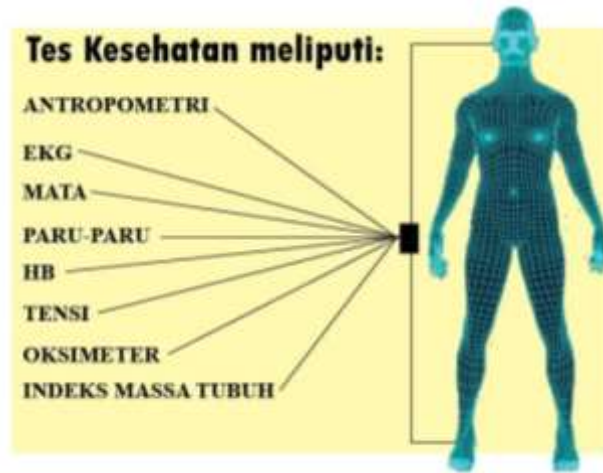 Tes Kesehatan meliputi:
ANTROPOMETRI
EKG
MATA
PARU-PARU
HB
TENSI
OKSIMETER
INDEKS MASSA TUBUH